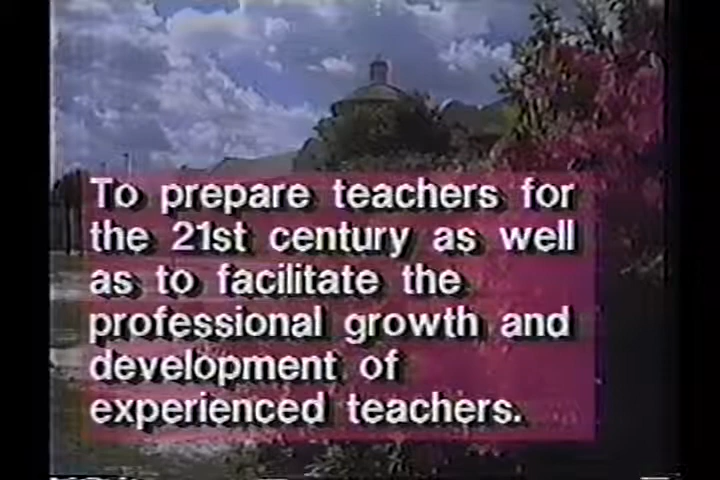 To prepare teachers for
the 21st century as well
as to facilitate the
professional growth and
development of
experienced teachers.